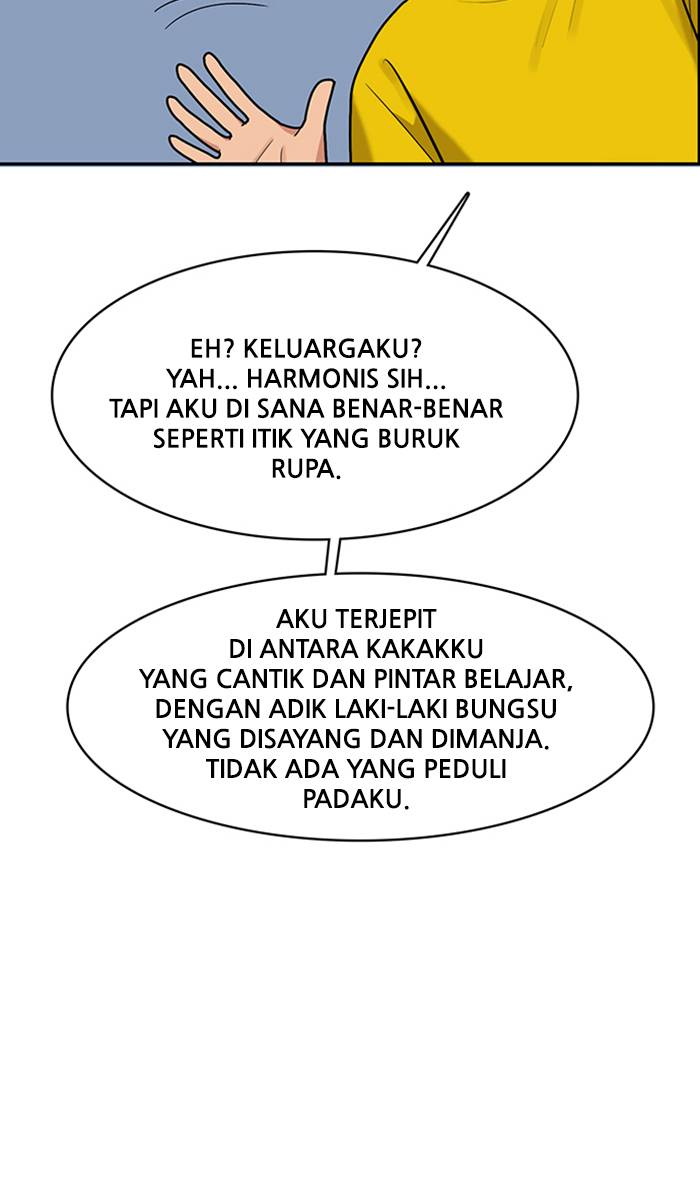 EH? KELUARGAKU?
YAH... HARMONIS SIH...
TAPI AKU DI SANA BENAR-BENAR
SEPERTI ITIK YANG BURUK
RUPA.
AKU TERJEPIT
DI ANTARA KAKAKKU
YANG CANTIK DAN PINTAR BELAJAR,
DENGAN ADIK LAKI-LAKI BUNGSU
YANG DISAYANG DAN DIMANJA.
TIDAK ADA YANG PEDULI
PADAKU.